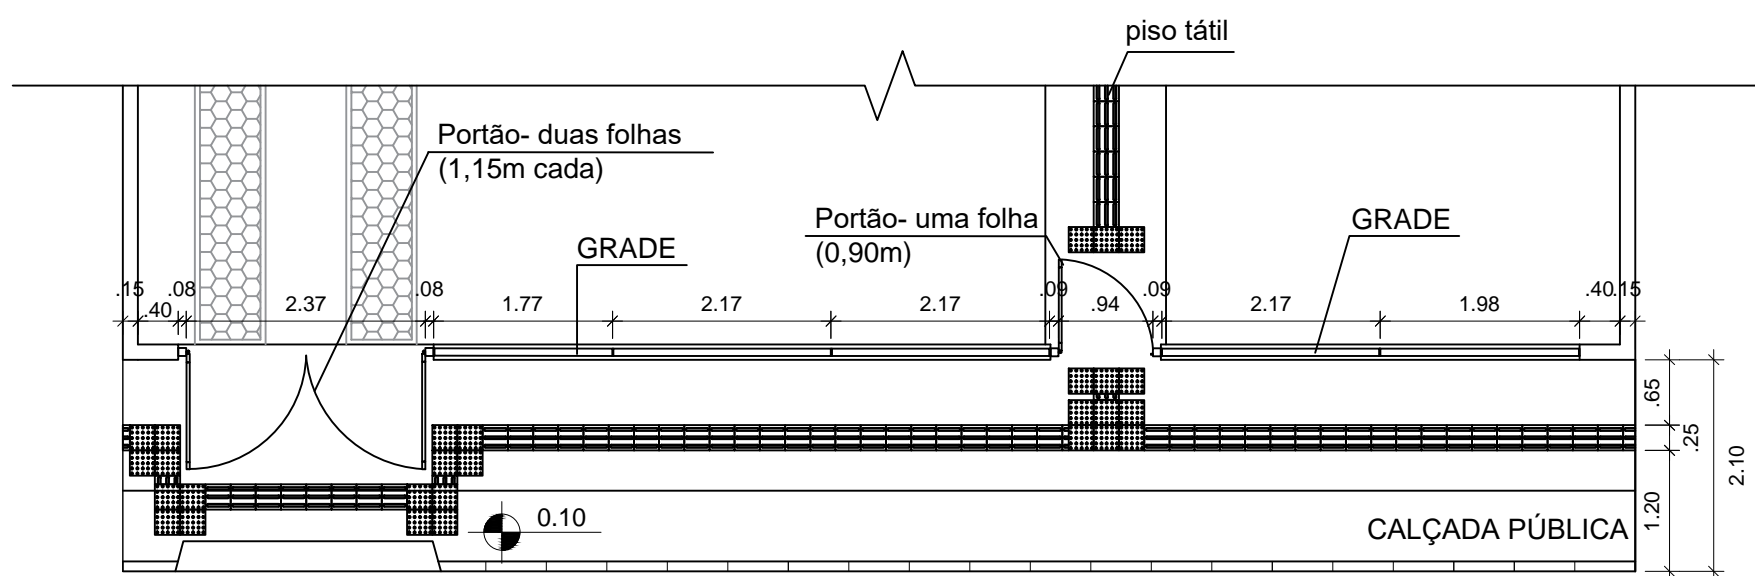 piso tátil
Portão- duas folhas
(1,15m cada)
Portão- uma folha
(0,90m)
GRADE
GRADE
.15
.40
.08
2.37
.08
1.77
2.17
2.17
.09
.94
.09
2.17
1.98
.40
.15
.65
.25
2.10
1.20
0.10
CALÇADA PÚBLICA